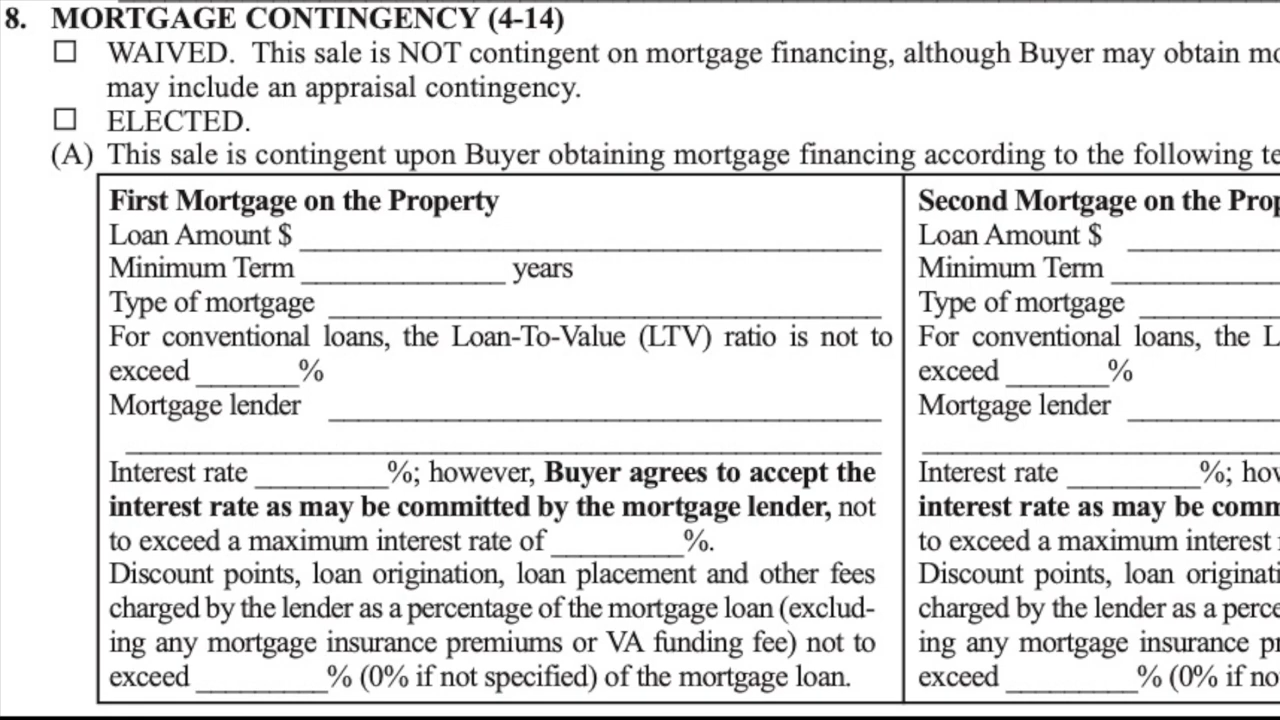 8. MORTGAGE CONTINGENCY (4-14)
☐ WAIVED. This sale is NOT contingent on mortgage financing, although Buyer may obtain
may include an appraisal contingency.
☐ ELECTED.
(A) This sale is contingent upon Buyer obtaining mortgage financing according to the following
First Mortgage on the Property
Loan Amount $
Minimum Term years
Type of mortgage
For conventional loans, the Loan-To-Value (LTV) ratio is not to
exceed %
Mortgage lender
Interest rate %; however, Buyer agrees to accept the
interest rate as may be committed by the mortgage lender, not
to exceed a maximum interest rate of %.
Discount points, loan origination, loan placement and other fees
charged by the lender as a percentage of the mortgage loan (exclud-
ing any mortgage insurance premiums or VA funding fee) not to
exceed % (0% if not specified) of the mortgage loan.
Second Mortgage on the
Loan Amount $
Minimum Term
Type of mortgage
For conventional loans, the
exceed %
Mortgage lender
Interest rate %;
interest rate as may be
to exceed a maximum interest
Discount points, loan
charged by the lender as a
ing any mortgage insurance
exceed % (0% if